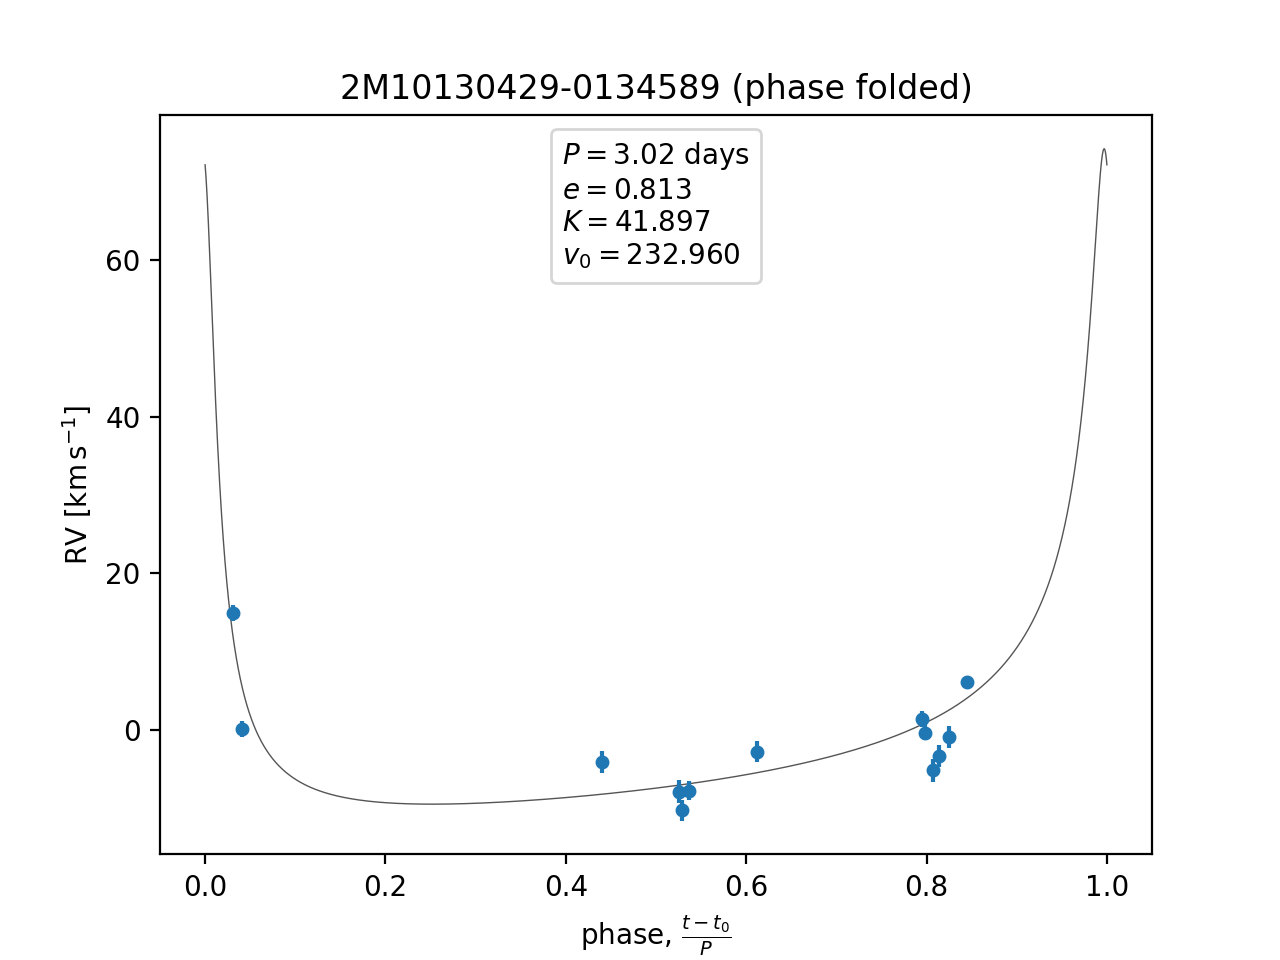 2M10130429-0134589 (phase folded)
P = 3.02 days
e = 0.813
K = 41.897
v₀ = 232.960
RV [km s⁻¹]
60
40
20
0
0.0 0.2 0.4 0.6 0.8 1.0
phase, (t − t₀)/P